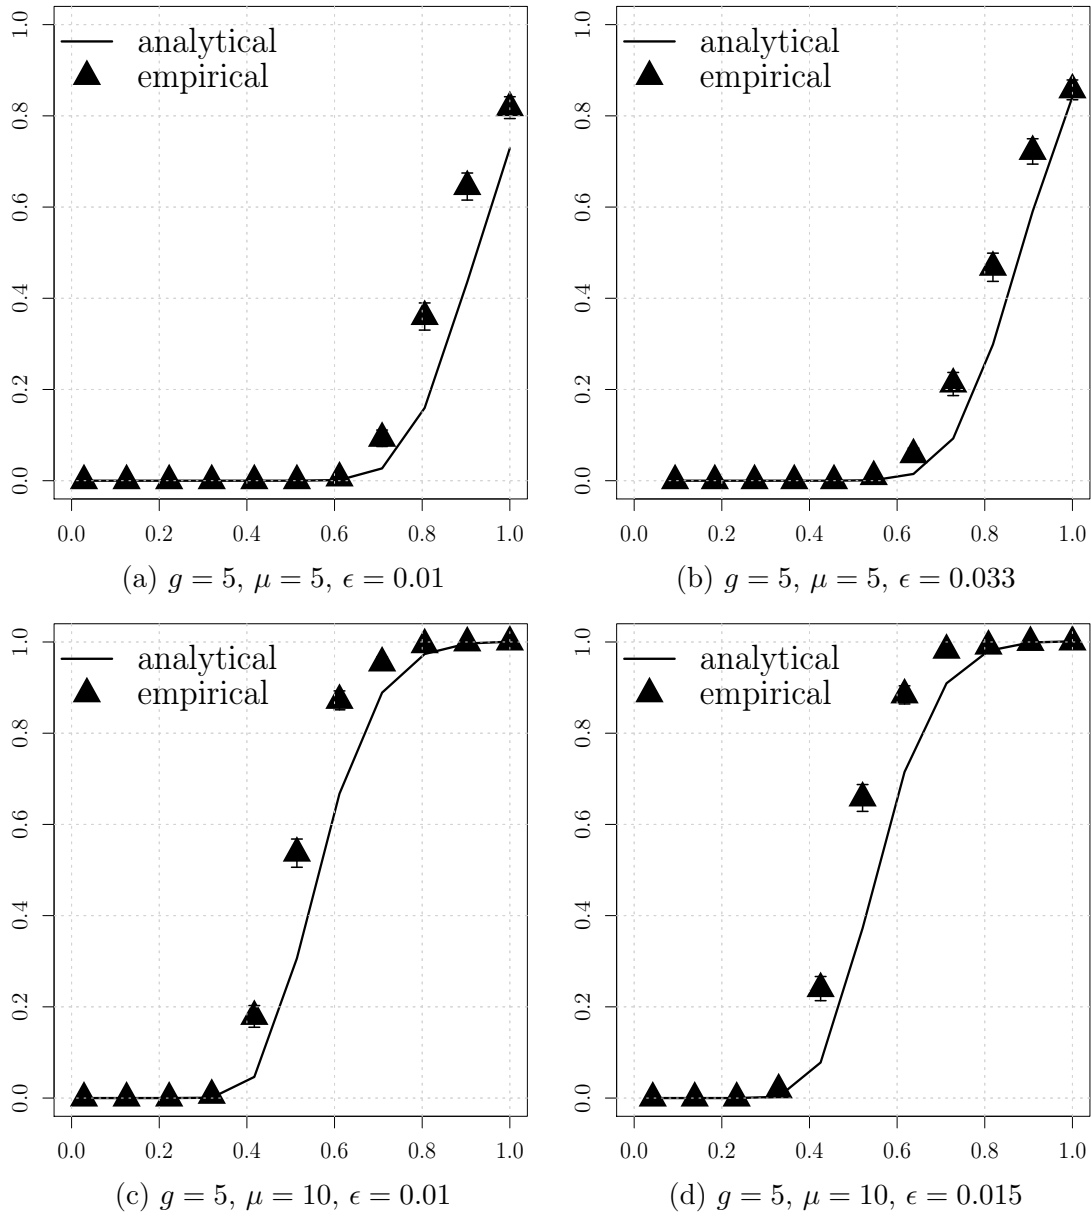 analytical
empirical
0.0 0.2 0.4 0.6 0.8 1.0
0.0 0.2 0.4 0.6 0.8 1.0
(a) g = 5, μ = 5, ϵ = 0.01
analytical
empirical
0.0 0.2 0.4 0.6 0.8 1.0
0.0 0.2 0.4 0.6 0.8 1.0
(b) g = 5, μ = 5, ϵ = 0.033
analytical
empirical
0.0 0.2 0.4 0.6 0.8 1.0
0.0 0.2 0.4 0.6 0.8 1.0
(c) g = 5, μ = 10, ϵ = 0.01
analytical
empirical
0.0 0.2 0.4 0.6 0.8 1.0
0.0 0.2 0.4 0.6 0.8 1.0
(d) g = 5, μ = 10, ϵ = 0.015